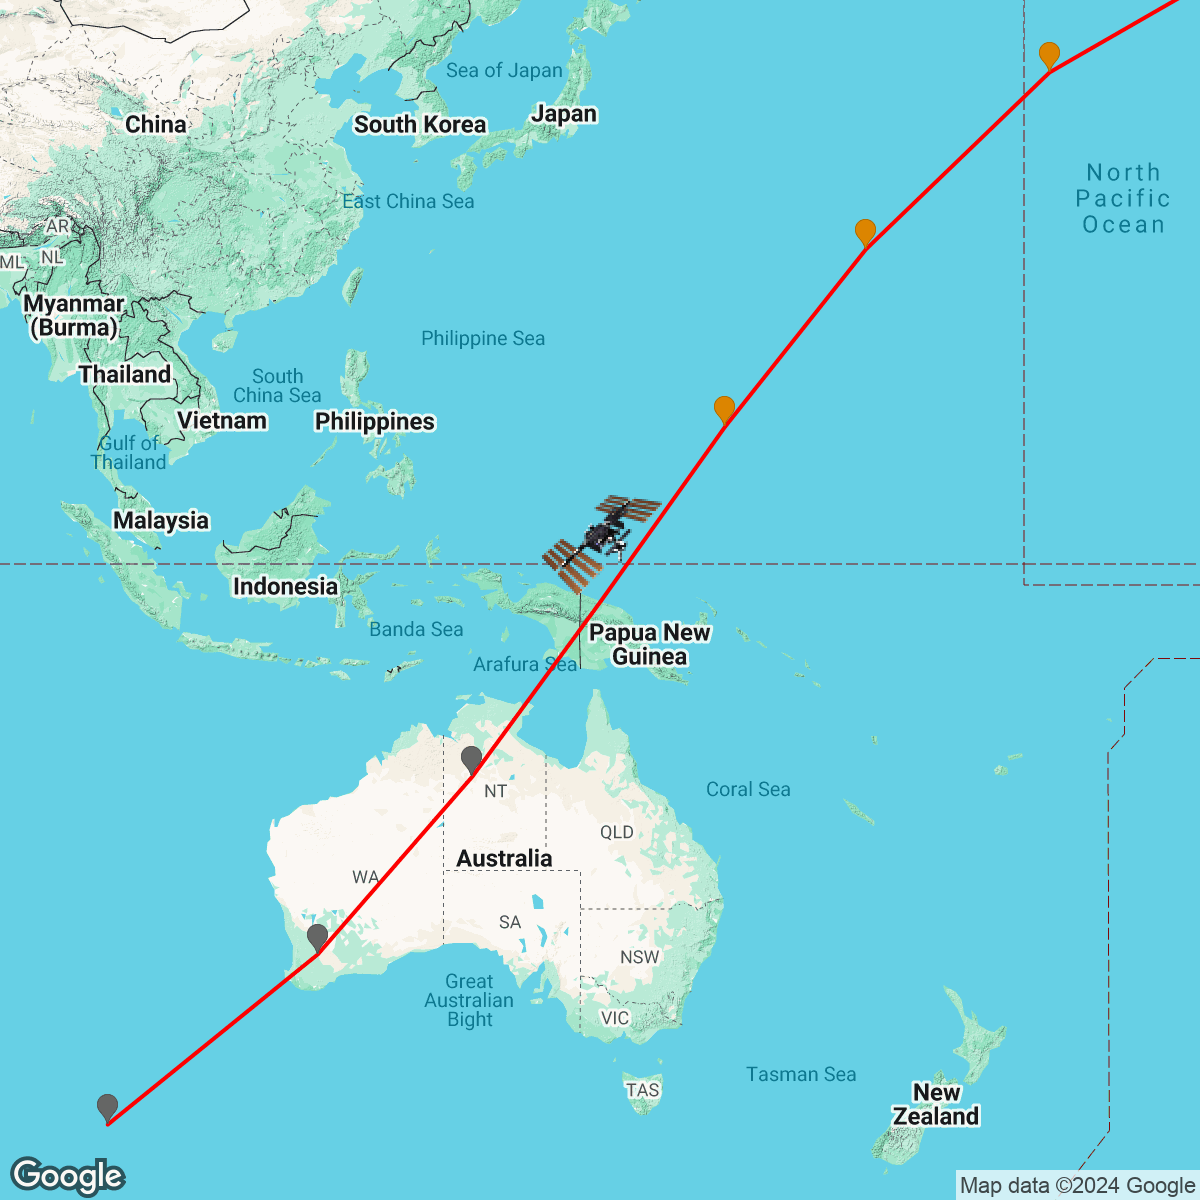 Sea of Japan
Japan
China
South Korea
North
Pacific
Ocean
East China Sea
AR
NL
ML
Myanmar
(Burma)
Philippine Sea
Thailand
South
China Sea
Vietnam
Philippines
Gulf of
Thailand
Malaysia
Indonesia
Banda Sea
Papua New
Guinea
Arafura Sea
NT
Coral Sea
QLD
Australia
WA
SA
NSW
Great
Australian
Bight
VIC
Tasman Sea
TAS
New
Zealand
Google
Map data ©2024 Google